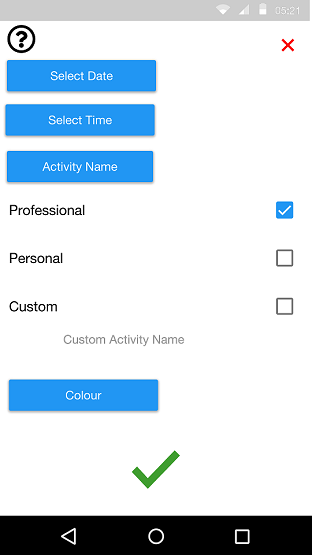 05:21
?
Select Date
Select Time
Activity Name
Professional
Personal
Custom
Custom Activity Name
Colour